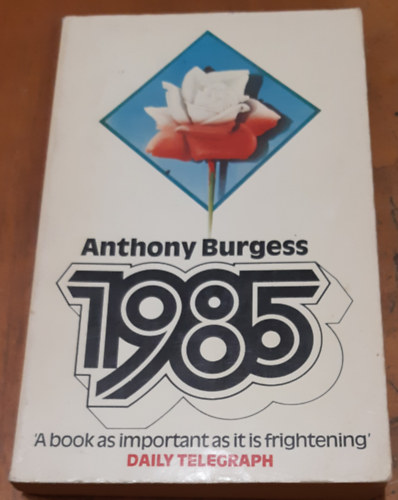 Anthony Burgess
1985
'A book as important as it is frightening'
DAILY TELEGRAPH